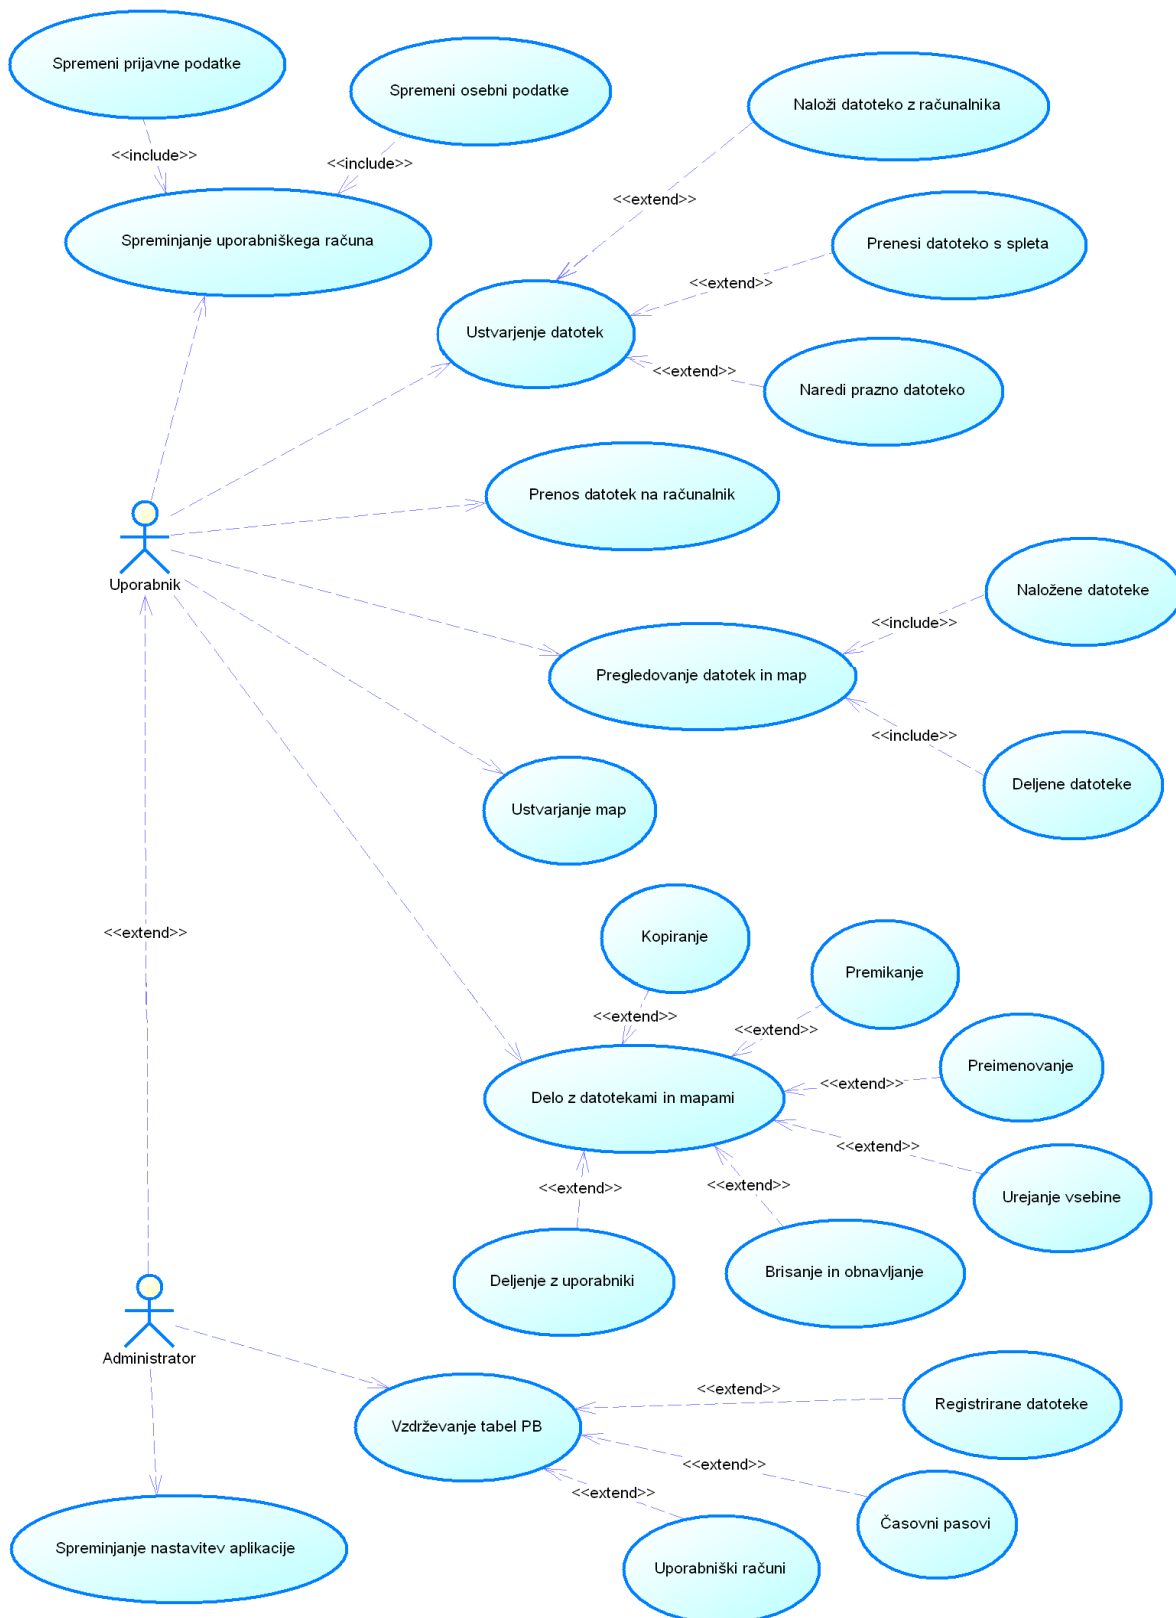 Spremeni prijavne podatke
Spremeni osebni podatke
Naloži datoteko z računalnika
<<include>>
<<include>>
<<extend>>
Spreminjanje uporabniškega računa
Prenesi datoteko s spleta
<<extend>>
Ustvarjenje datotek
<<extend>>
Naredi prazno datoteko
Prenos datotek na računalnik
Uporabnik
Naložene datoteke
<<include>>
Pregledovanje datotek in map
<<include>>
Deljene datoteke
Ustvarjanje map
<<extend>>
Kopiranje
Premikanje
<<extend>>
<<extend>>
Preimenovanje
<<extend>>
Delo z datotekami in mapami
<<extend>>
<<extend>>
<<extend>>
Urejanje vsebine
Deljenje z uporabniki
Brisanje in obnavljanje
Administrator
<<extend>>
Registrirane datoteke
Vzdrževanje tabel PB
<<extend>>
<<extend>>
Časovni pasovi
Spreminjanje nastavitev aplikacije
Uporabniški računi